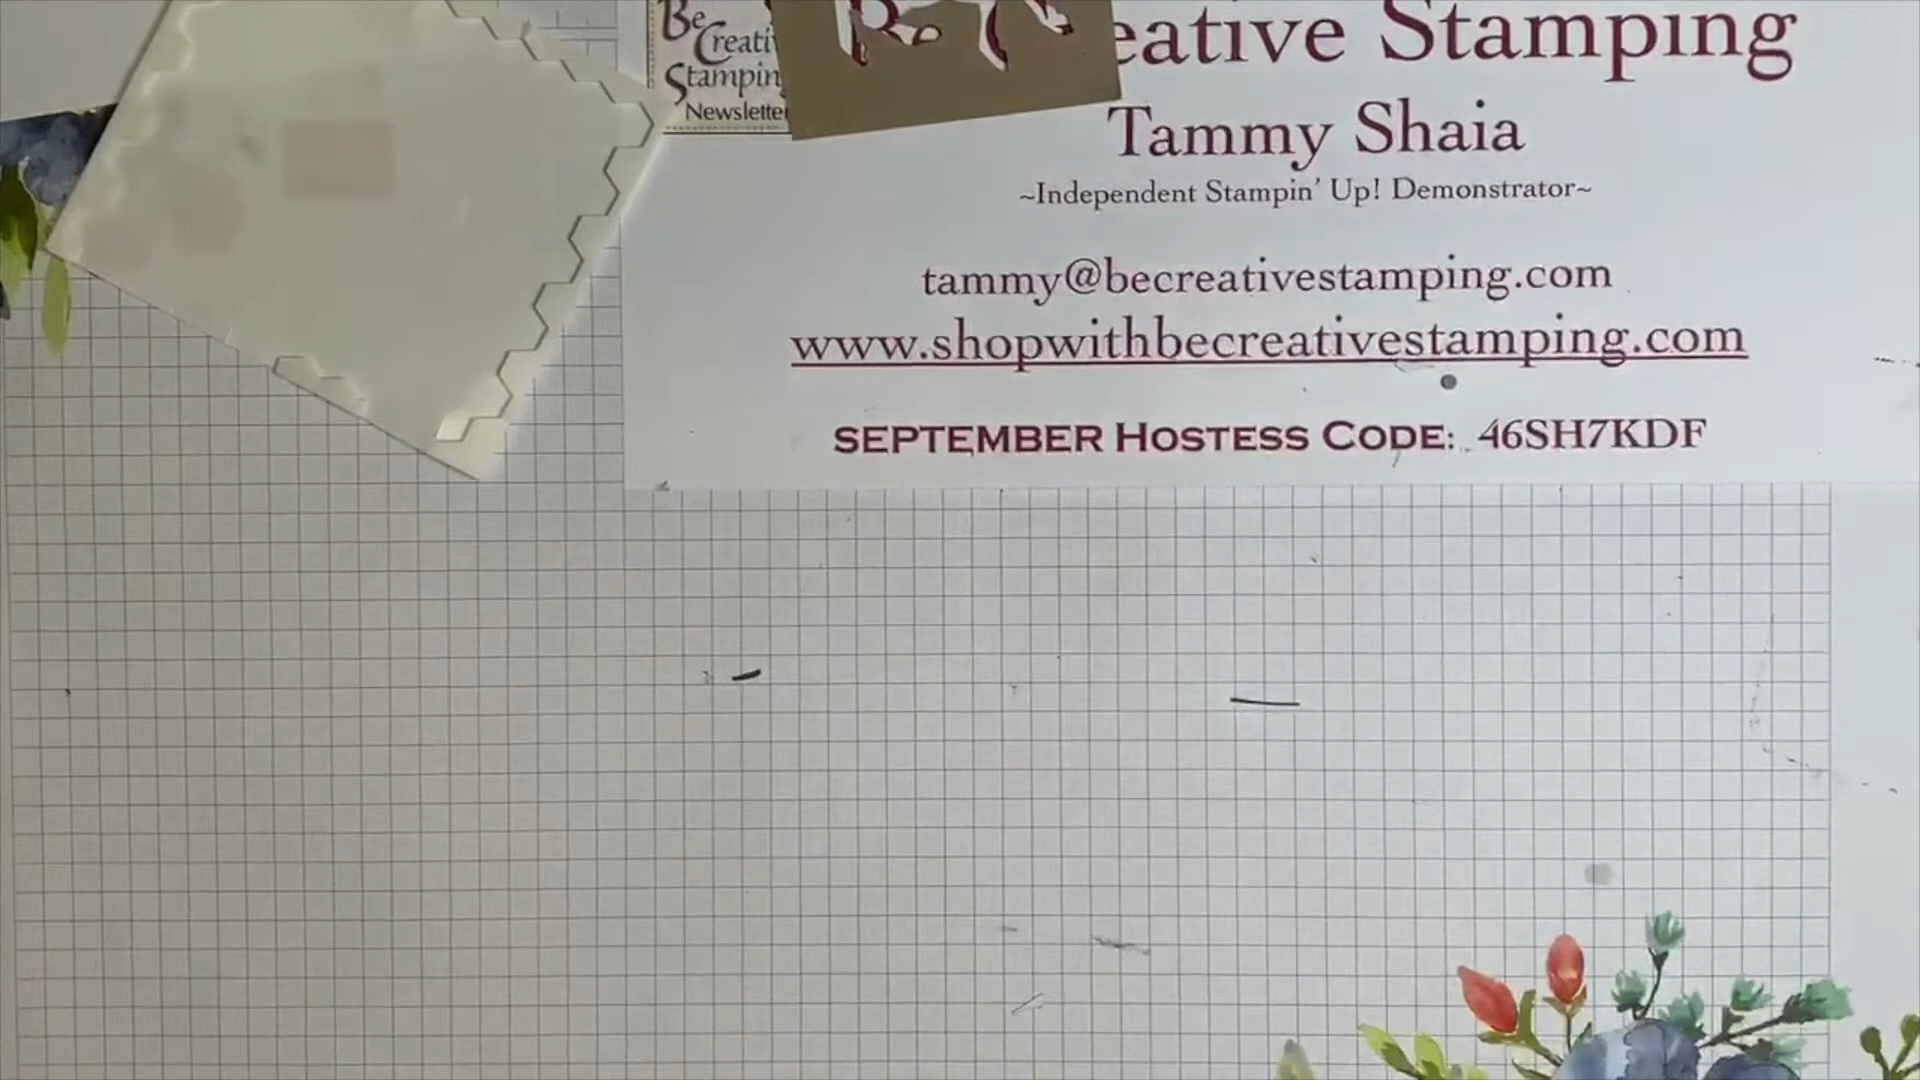 Be
Creati
Stampin
Newslette
eative Stamping
Tammy Shaia
~Independent Stampin' Up! Demonstrator~
tammy@becreativestamping.com
www.shopwithbecreativestamping.com
SEPTEMBER HOSTESS CODE: 46SH7KDF